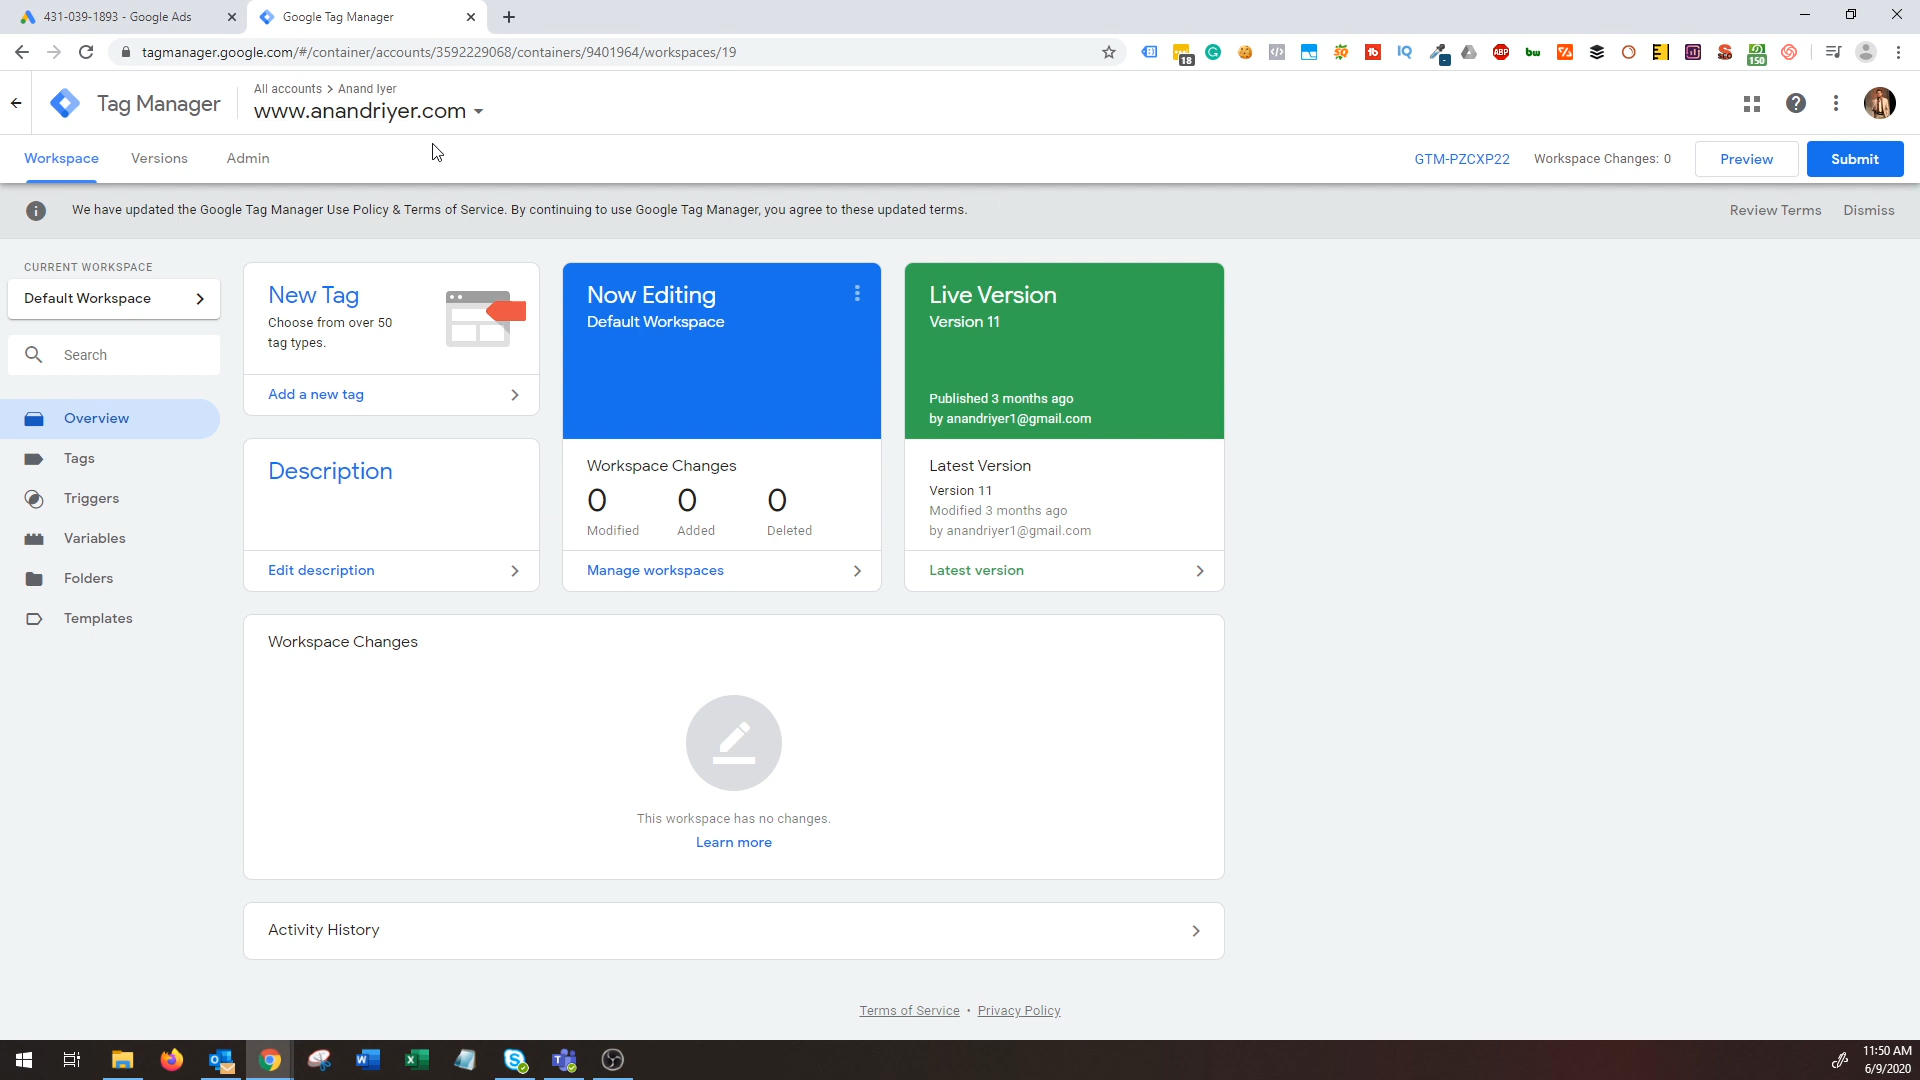 431-039-1893 - Google Ads
Google Tag Manager
tagmanager.google.com/#/container/accounts/3592229068/containers/9401964/workspaces/19
18
IQ
ABP
bw
SEO
150
Tag Manager
All accounts > Anand Iyer
www.anandriyer.com
Workspace
Versions
Admin
GTM-PZCXP22
Workspace Changes: 0
Preview
Submit
We have updated the Google Tag Manager Use Policy & Terms of Service. By continuing to use Google Tag Manager, you agree to these updated terms.
Review Terms
Dismiss
CURRENT WORKSPACE
Default Workspace
Search
Overview
Tags
Triggers
Variables
Folders
Templates
New Tag
Choose from over 50
tag types.
Add a new tag
Description
Edit description
Now Editing
Default Workspace
Workspace Changes
0 0 0
Modified Added Deleted
Manage workspaces
Live Version
Version 11
Published 3 months ago
by anandriyer1@gmail.com
Latest Version
Version 11
Modified 3 months ago
by anandriyer1@gmail.com
Latest version
Workspace Changes
This workspace has no changes.
Learn more
Activity History
Terms of Service • Privacy Policy
11:50 AM
6/9/2020